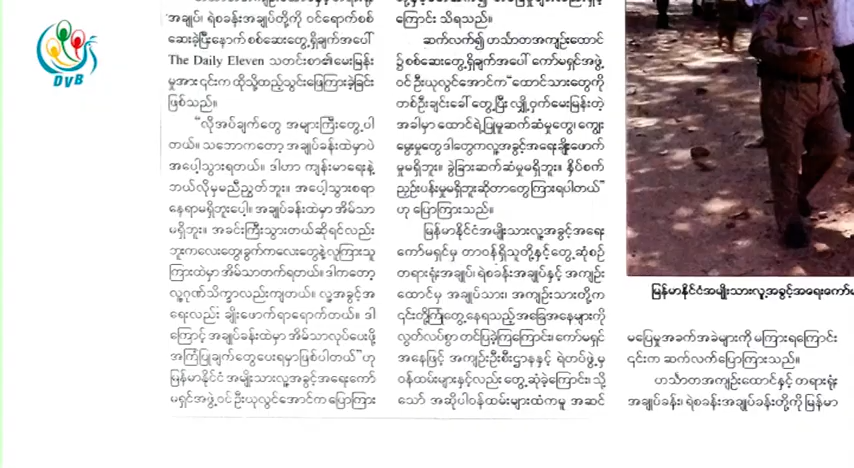 DVB
အချုပ်၊ ရဲစခန်းအချုပ်တို့ကို ဝင်ရောက်စစ်
ဆေးခဲ့ပြီးနောက် စစ်ဆေးတွေ့ရှိချက်အပေါ်
The Daily Eleven သတင်းစာ၏မေးမြန်း
မှုအား ၎င်းက ထိုသို့ထည့်သွင်းဖြေကြားခဲ့ခြင်း
ဖြစ်သည်။
"လိုအပ်ချက်တွေ အများကြီးတွေ့ပါ
တယ်။ သဘောကတော့ အချုပ်ခန်းထဲမှာပဲ
အပေါ့သွားရတယ်။ ဒါဟာ ကျန်းမာရေးနဲ့
ဘယ်လိုမှမညီညွတ်ဘူး။ အပေါ့သွားစရာ
နေရာမရှိဘူးပေါ့။ အချုပ်ခန်းထဲမှာ အိမ်သာ
မရှိဘူး။ အခင်းကြီးသွားတယ်ဆိုရင်လည်း
ဘူးကလေးတွေ၊ ခွက်ကလေးတွေနဲ့ လူကြားသူ
ကြားထဲမှာ အိမ်သာတက်ရတယ်။ ဒါကတော့
လူ့ဂုဏ်သိက္ခာလည်းကျတယ်။ လူ့အခွင့်အ
ရေးလည်း ချိုးဖောက်ရာရောက်တယ်။ ဒါ
ကြောင့် အချုပ်ခန်းထဲမှာ အိမ်သာလုပ်ပေးဖို့
အကြံပြုချက်တွေပေးရမှာဖြစ်ပါတယ်"ဟု
မြန်မာနိုင်ငံ အမျိုးသားလူ့အခွင့်အရေးကော်
မရှင်အဖွဲ့ဝင် ဦးယုလွင်အောင်က ပြောကြား
ကြောင်း သိရသည်။
ဆက်လက်၍ ဟင်္သာတအကျဉ်းထောင်
၌ စစ်ဆေးတွေ့ရှိချက်အပေါ် ကော်မရှင်အဖွဲ့
ဝင် ဦးယုလွင်အောင်က "ထောင်သားတွေကို
တစ်ဦးချင်းခေါ်တွေ့ပြီး လျှို့ဝှက်မေးမြန်းတဲ့
အခါမှာ ထောင်ရဲ့ပြုမူဆက်ဆံမှုတွေ၊ ကျွေး
မွေးမှုတွေ ဒါတွေကလူ့အခွင့်အရေးချိုးဖောက်
မှုမရှိဘူး။ ခွဲခြားဆက်ဆံမှုမရှိဘူး။ နှိပ်စက်
ညှဉ်းပန်းမှုမရှိဘူးဆိုတာတွေကြားရပါတယ်"
ဟု ပြောကြားသည်။
မြန်မာနိုင်ငံအမျိုးသားလူ့အခွင့်အရေး
ကော်မရှင်မှ တာဝန်ရှိသူတို့နှင့်တွေ့ဆုံစဉ်
တရားရုံးအချုပ်၊ ရဲစခန်းအချုပ်နှင့် အကျဉ်း
ထောင်မှ အချုပ်သား၊ အကျဉ်းသားတို့က
၎င်းတို့ကြုံတွေ့နေရသည့်အခြေအနေများကို
လွတ်လပ်စွာ တင်ပြခဲ့ကြကြောင်း၊ ကော်မရှင်
အနေဖြင့် အကျဉ်းဦးစီးဌာနနှင့် ရဲတပ်ဖွဲ့မှ
ဝန်ထမ်းများနှင့်လည်း တွေ့ဆုံခဲ့ကြောင်း၊ သို့
သော် အဆိုပါဝန်ထမ်းများထံကမူ အဆင်
မြန်မာနိုင်ငံအမျိုးသားလူ့အခွင့်အရေးကော်မ
မပြေမှုအခက်အခဲများကို မကြားရကြောင်း
၎င်းက ဆက်လက်ပြောကြားသည်။
ဟင်္သာတအကျဉ်းထောင်နှင့် တရားရုံး
အချုပ်ခန်း၊ ရဲစခန်းအချုပ်ခန်းတို့ကို မြန်မာ